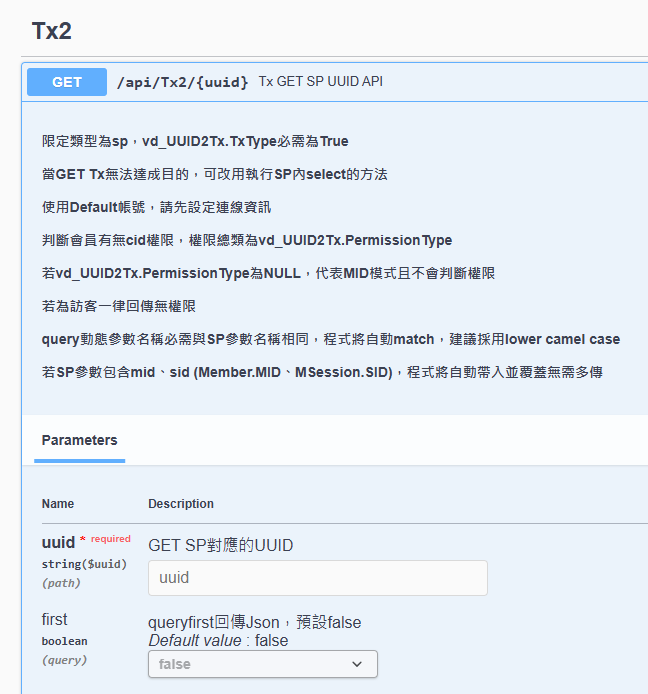 Tx2
GET /api/Tx2/{uuid} Tx GET SP UUID API
限定類型為sp，vd_UUID2Tx.TxType必需為True
當GET Tx無法達成目的，可改用執行SP內select的方法
使用Default帳號，請先設定連線資訊
判斷會員有無cid權限，權限總類為vd_UUID2Tx.PermissionType
若vd_UUID2Tx.PermissionType為NULL，代表MID模式且不會判斷權限
若為訪客一律回傳無權限
query動態參數名稱必需與SP參數名稱相同，程式將自動match，建議採用lower camel case
若SP參數包含mid、sid (Member.MID、MSession.SID)，程式將自動帶入並覆蓋無需多傳
Parameters
Name Description
uuid * required GET SP對應的UUID
string($uuid)
(path)
uuid
first queryfirst回傳Json，預設false
boolean Default value : false
(query) false